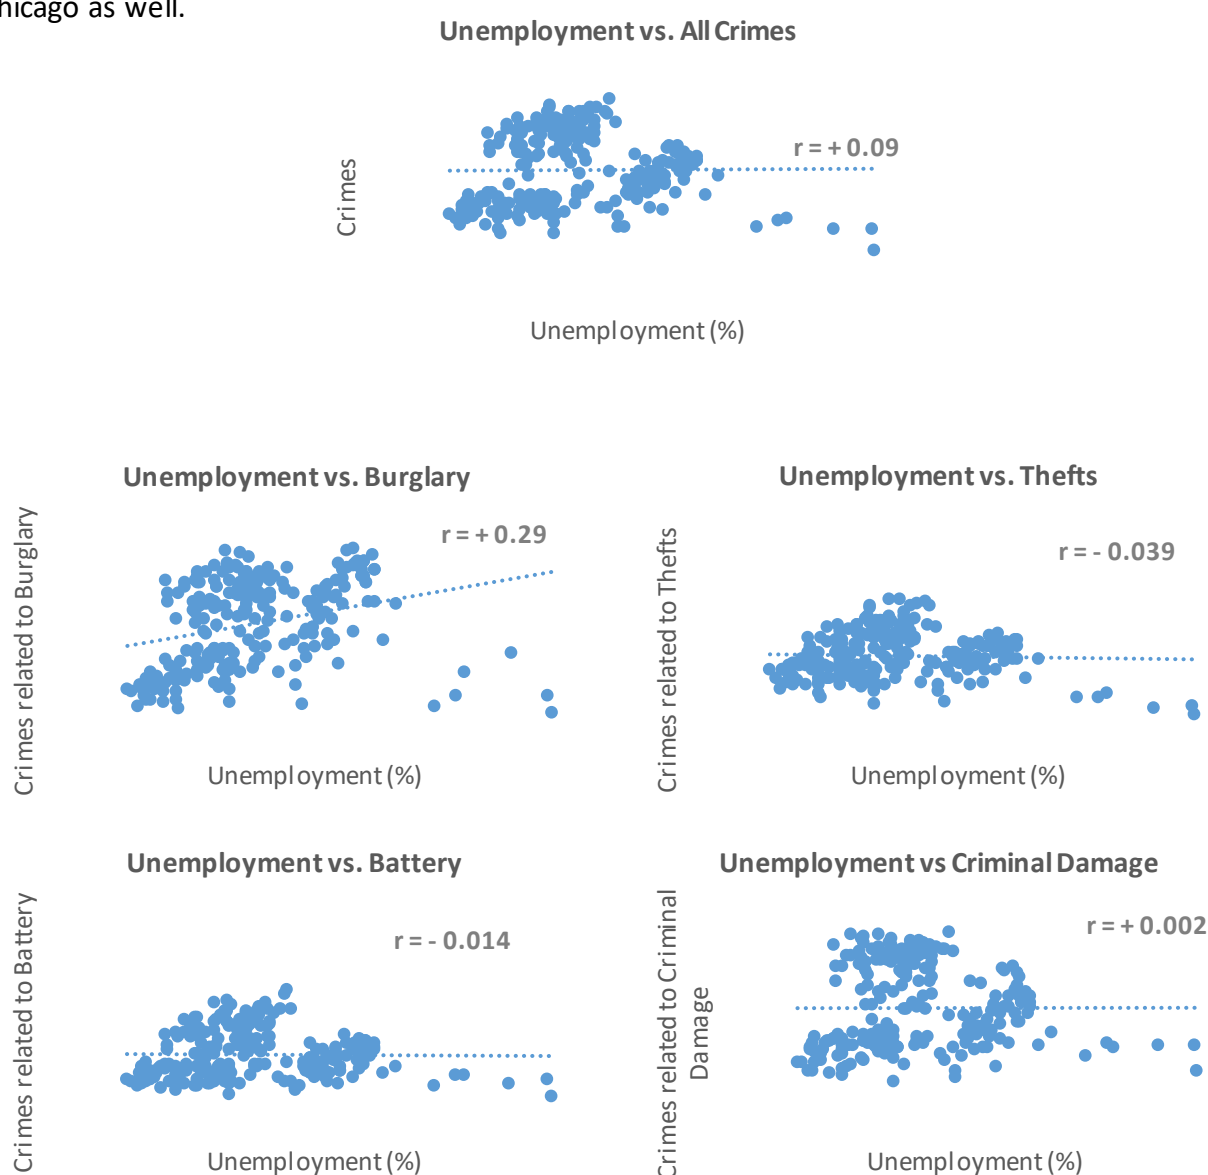 hicago as well.
Unemployment vs. All Crimes
r = + 0.09
Crimes
Unemployment (%)
Unemployment vs. Burglary
r = + 0.29
Crimes related to Burglary
Unemployment (%)
Unemployment vs. Thefts
r = - 0.039
Crimes related to Thefts
Unemployment (%)
Unemployment vs. Battery
r = - 0.014
Crimes related to Battery
Unemployment (%)
Unemployment vs Criminal Damage
r = + 0.002
Crimes related to Criminal
Damage
Unemployment (%)